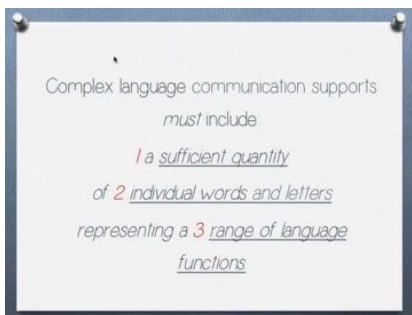 Complex language communication supports
must include:
1 a sufficient quantity
of 2 individual words and letters
representing a 3 range of language
functions